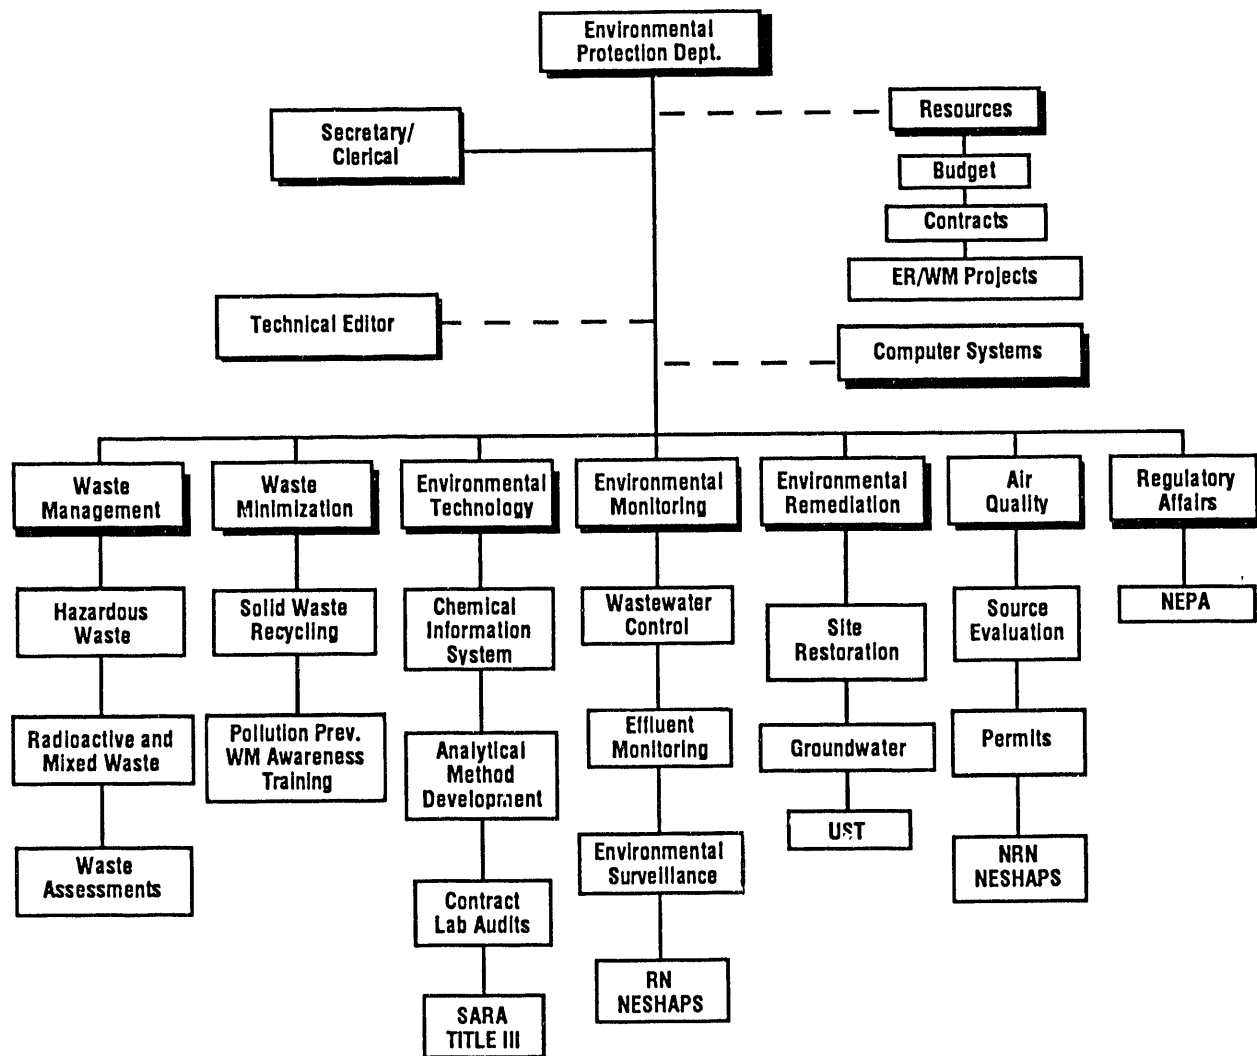 Environmental
Protection Dept.
Resources
Secretary/
Clerical
Budget
Contracts
ER/WM Projects
Technical Editor
Computer Systems
Waste
Management
Waste
Minimization
Environmental
Technology
Environmental
Monitoring
Environmental
Remediation
Air
Quality
Regulatory
Affairs
Hazardous
Waste
Radioactive and
Mixed Waste
Waste
Assessments
Solid Waste
Recycling
Pollution Prev.
WM Awareness
Training
Chemical
Information
System
Analytical
Method
Development
Contract
Lab Audits
SARA
TITLE III
Wastewater
Control
Effluent
Monitoring
Environmental
Surveillance
RN
NESHAPS
Site
Restoration
Groundwater
UST
Source
Evaluation
Permits
NRN
NESHAPS
NEPA